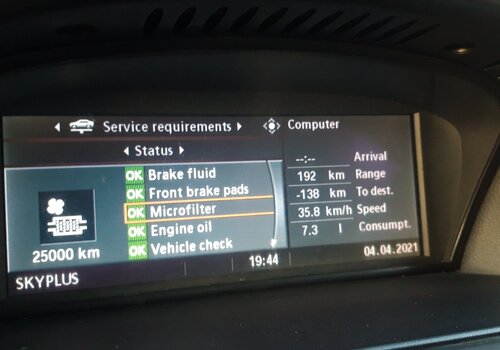 Service requirements
Computer
Status
OK Brake fluid
OK Front brake pads
OK Microfilter
OK Engine oil
OK Vehicle check
25000 km
--:-- Arrival
192 km Range
-138 km To dest.
35.8 km/h Speed
7.3 l Consumpt.
19:44
04.04.2021
SKYPLUS